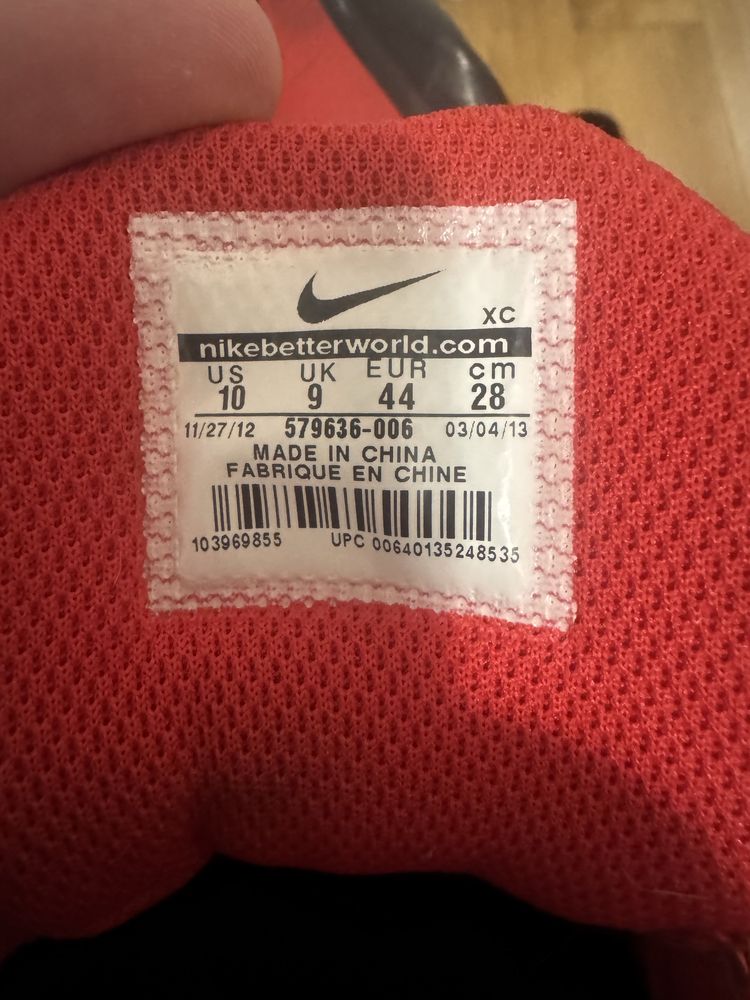 XC
nikebetterworld.com
US UK EUR cm
10 9 44 28
11/27/12 579636-006 03/04/13
MADE IN CHINA
FABRIQUE EN CHINE
103969855 UPC 00640135248535